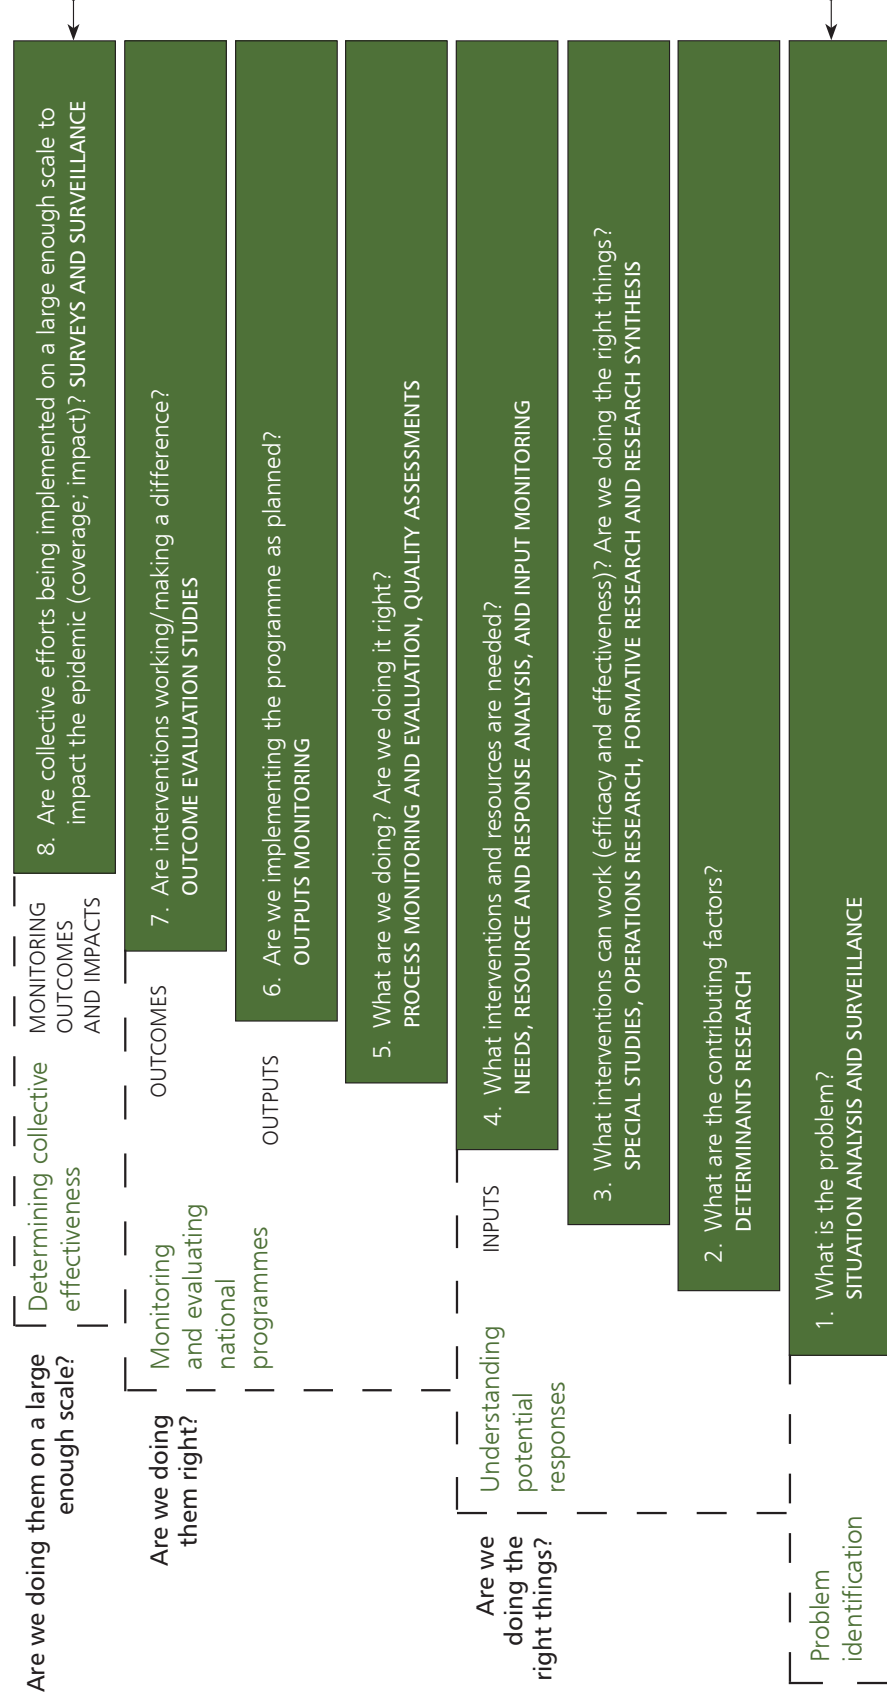 Are we doing them on a large
enough scale?
Determining collective
effectiveness
MONITORING
OUTCOMES
AND IMPACTS
8. Are collective efforts being implemented on a large enough scale to
impact the epidemic (coverage; impact)? SURVEYS AND SURVEILLANCE
Are we doing
them right?
Monitoring
and evaluating
national
programmes
OUTCOMES
7. Are interventions working/making a difference?
OUTCOME EVALUATION STUDIES
OUTPUTS
6. Are we implementing the programme as planned?
OUTPUTS MONITORING
5. What are we doing? Are we doing it right?
PROCESS MONITORING AND EVALUATION, QUALITY ASSESSMENTS
Are we
doing the
right things?
Understanding
potential
responses
INPUTS
4. What interventions and resources are needed?
NEEDS, RESOURCE AND RESPONSE ANALYSIS, AND INPUT MONITORING
3. What interventions can work (efficacy and effectiveness)? Are we doing the right things?
SPECIAL STUDIES, OPERATIONS RESEARCH, FORMATIVE RESEARCH AND RESEARCH SYNTHESIS
2. What are the contributing factors?
DETERMINANTS RESEARCH
Problem
identification
1. What is the problem?
SITUATION ANALYSIS AND SURVEILLANCE